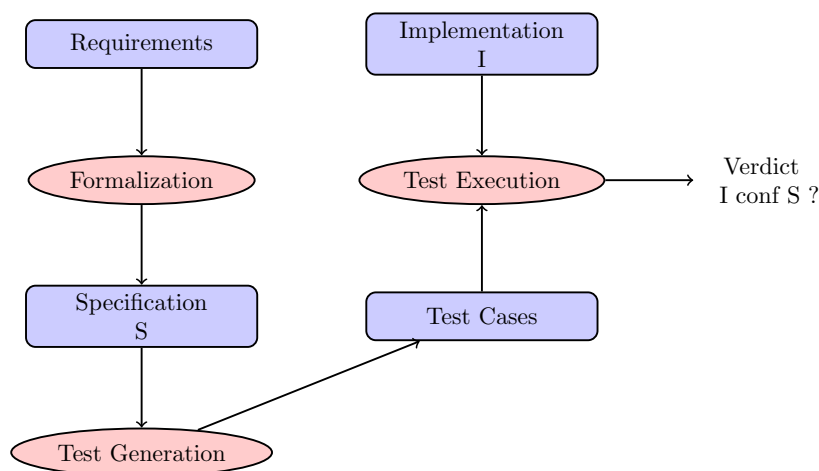 Requirements
Implementation
I
Formalization
Test Execution
Verdict
I conf S ?
Specification
S
Test Cases
Test Generation